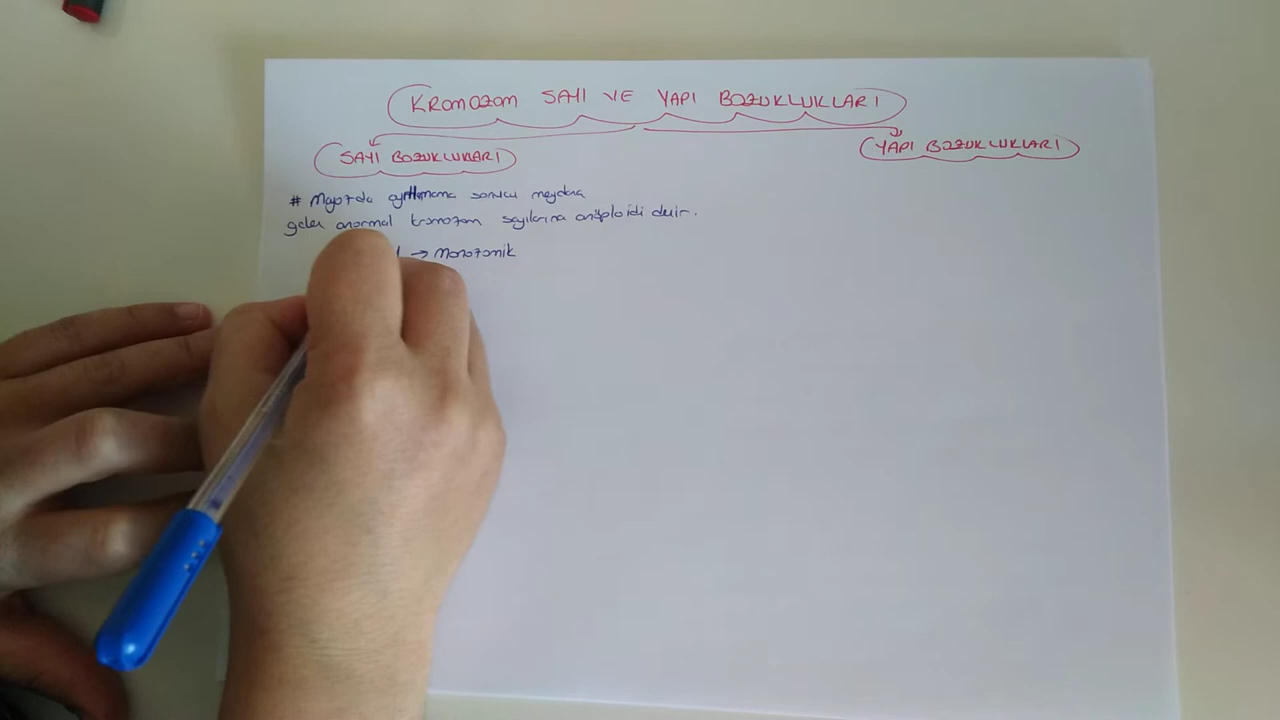 KROMOZOM SAYI VE YAPI BOZUKLUKLARI
SAYI BOZUKLUKLARI
YAPI BOZUKLUKLARI
# Mayozda ayrılmama sonucu meydana
gelen anormal kromozom sayılarına anöploidi denir.
→ monozomik